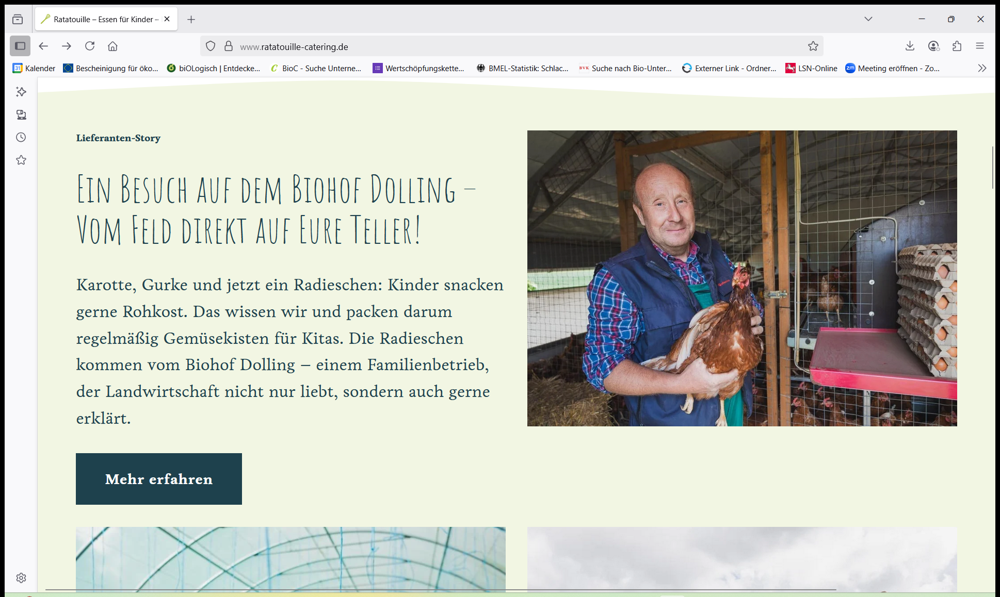 Ratatouille – Essen für Kinder –
www.ratatouille-catering.de
31 Kalender
Bescheinigung für öko...
biOLogisch | Entdecke...
C BioC - Suche Unterne...
Wertschöpfungskette...
BMEL-Statistik: Schlac...
BVK Suche nach Bio-Unter...
Externer Link - Ordner...
LSN-Online
zm Meeting eröffnen - Zo...
Lieferanten-Story
Ein Besuch auf dem Biohof Dolling –
Vom Feld direkt auf Eure Teller!
Karotte, Gurke und jetzt ein Radieschen: Kinder snacken
gerne Rohkost. Das wissen wir und packen darum
regelmäßig Gemüsekisten für Kitas. Die Radieschen
kommen vom Biohof Dolling – einem Familienbetrieb,
der Landwirtschaft nicht nur liebt, sondern auch gerne
erklärt.
Mehr erfahren